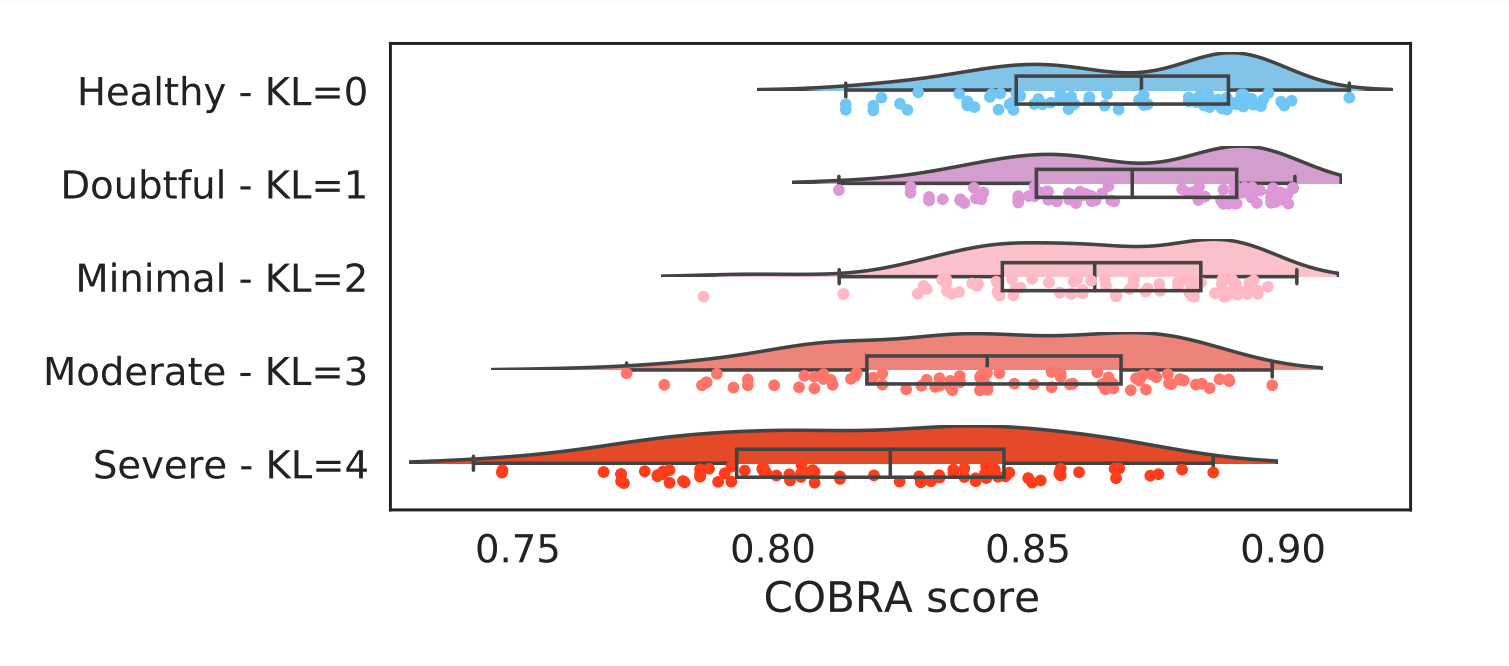 Healthy - KL=0
Doubtful - KL=1
Minimal - KL=2
Moderate - KL=3
Severe - KL=4
0.75 0.80 0.85 0.90
COBRA score